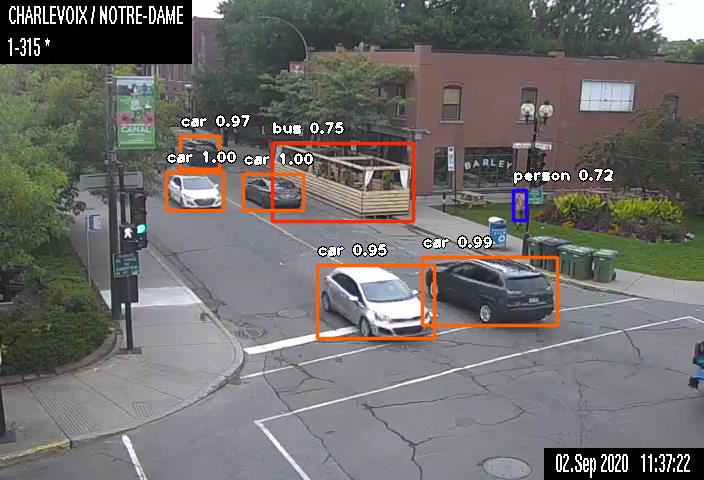 CHARLEVOIX / NOTRE-DAME
1-315 *
car 0.97
bus 0.75
car 1.00
car 1.00
CANAL
BARLEY
person 0.72
car 0.99
car 0.95
02.Sep 2020 11:37:22